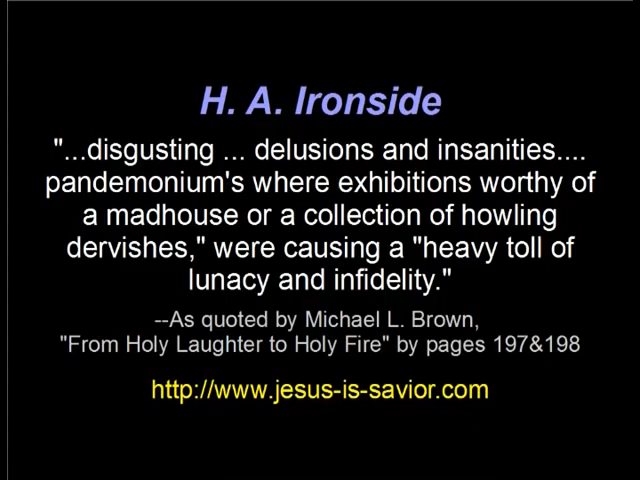 H. A. Ironside
"...disgusting ... delusions and insanities....
pandemonium's where exhibitions worthy of
a madhouse or a collection of howling
dervishes," were causing a "heavy toll of
lunacy and infidelity."
--As quoted by Michael L. Brown,
"From Holy Laughter to Holy Fire" by pages 197&198
http://www.jesus-is-savior.com